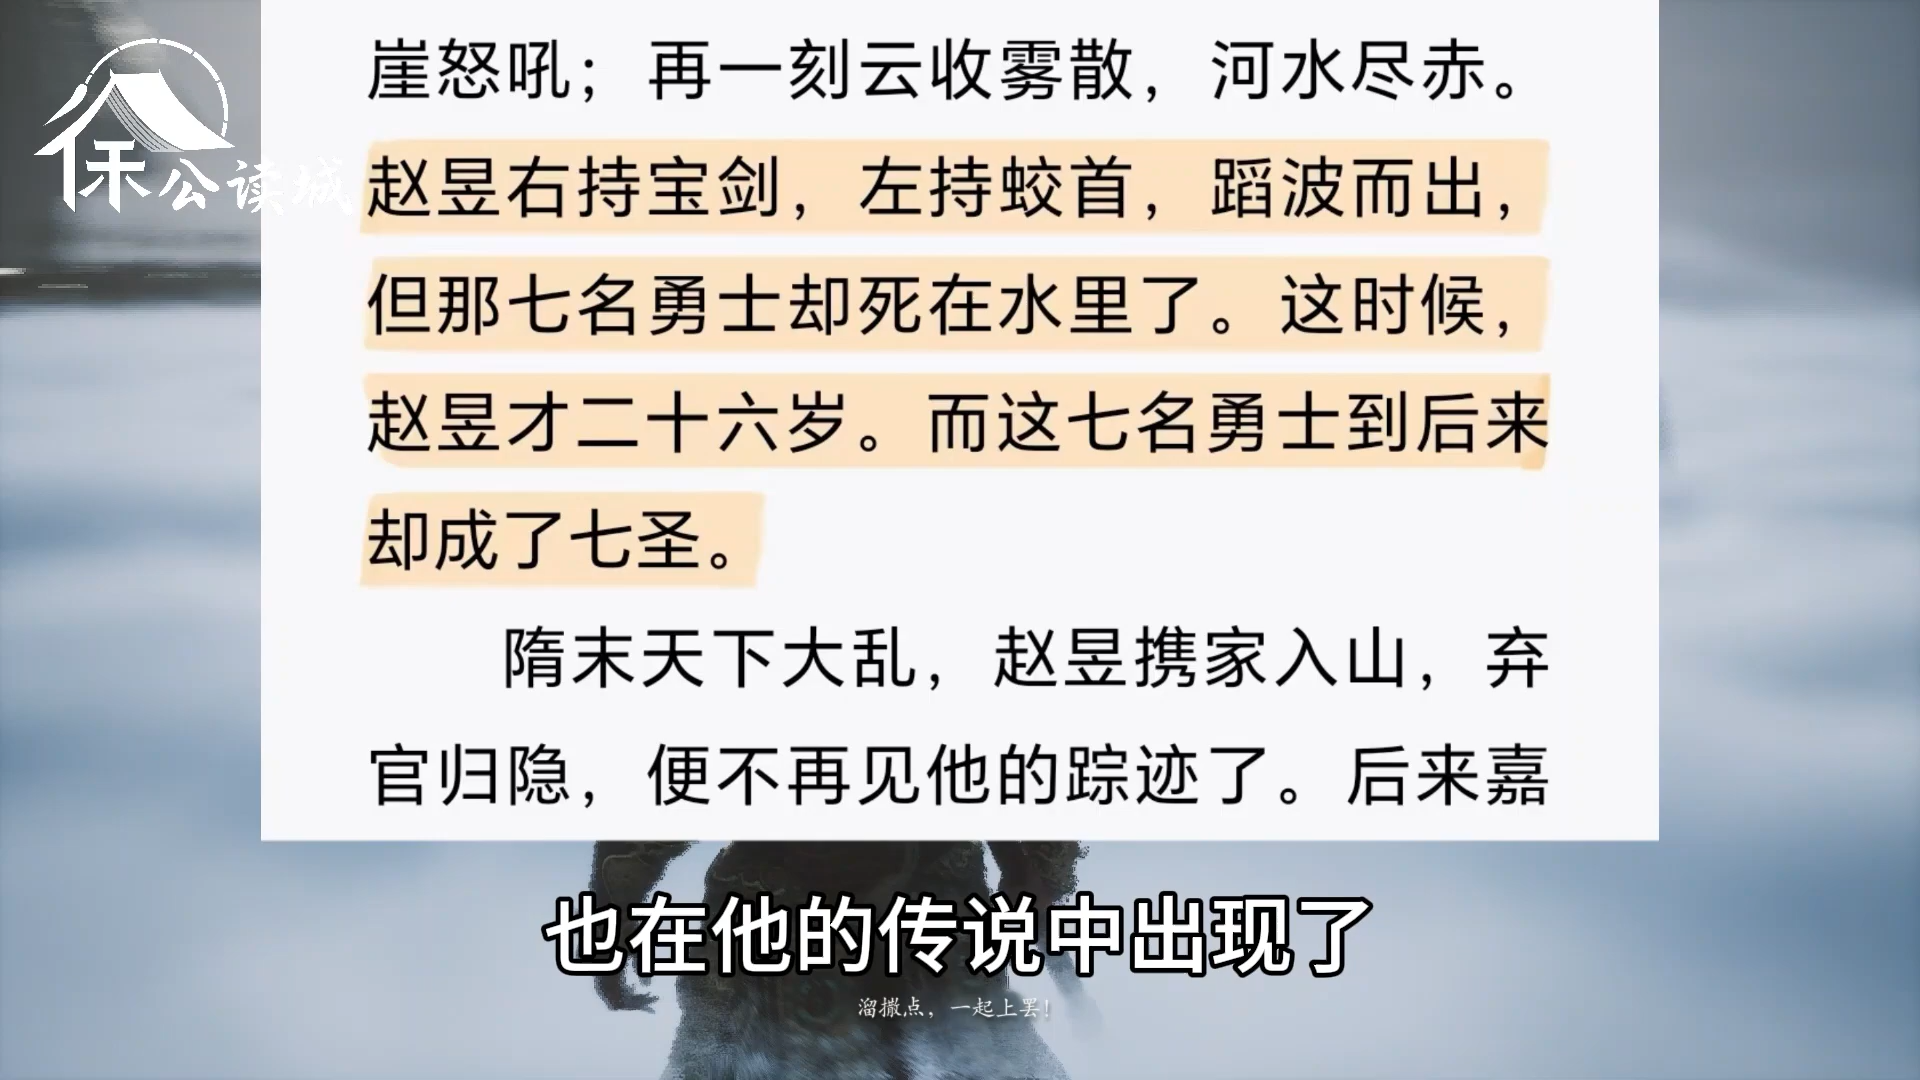 保公读城
崖怒吼；再一刻云收雾散，河水尽赤。
赵昱右持宝剑，左持蛟首，蹈波而出，
但那七名勇士却死在水里了。这时候，
赵昱才二十六岁。而这七名勇士到后来
却成了七圣。
隋末天下大乱，赵昱携家入山，弃
官归隐，便不再见他的踪迹了。后来嘉
也在他的传说中出现了
溜撒点，一起上罢！